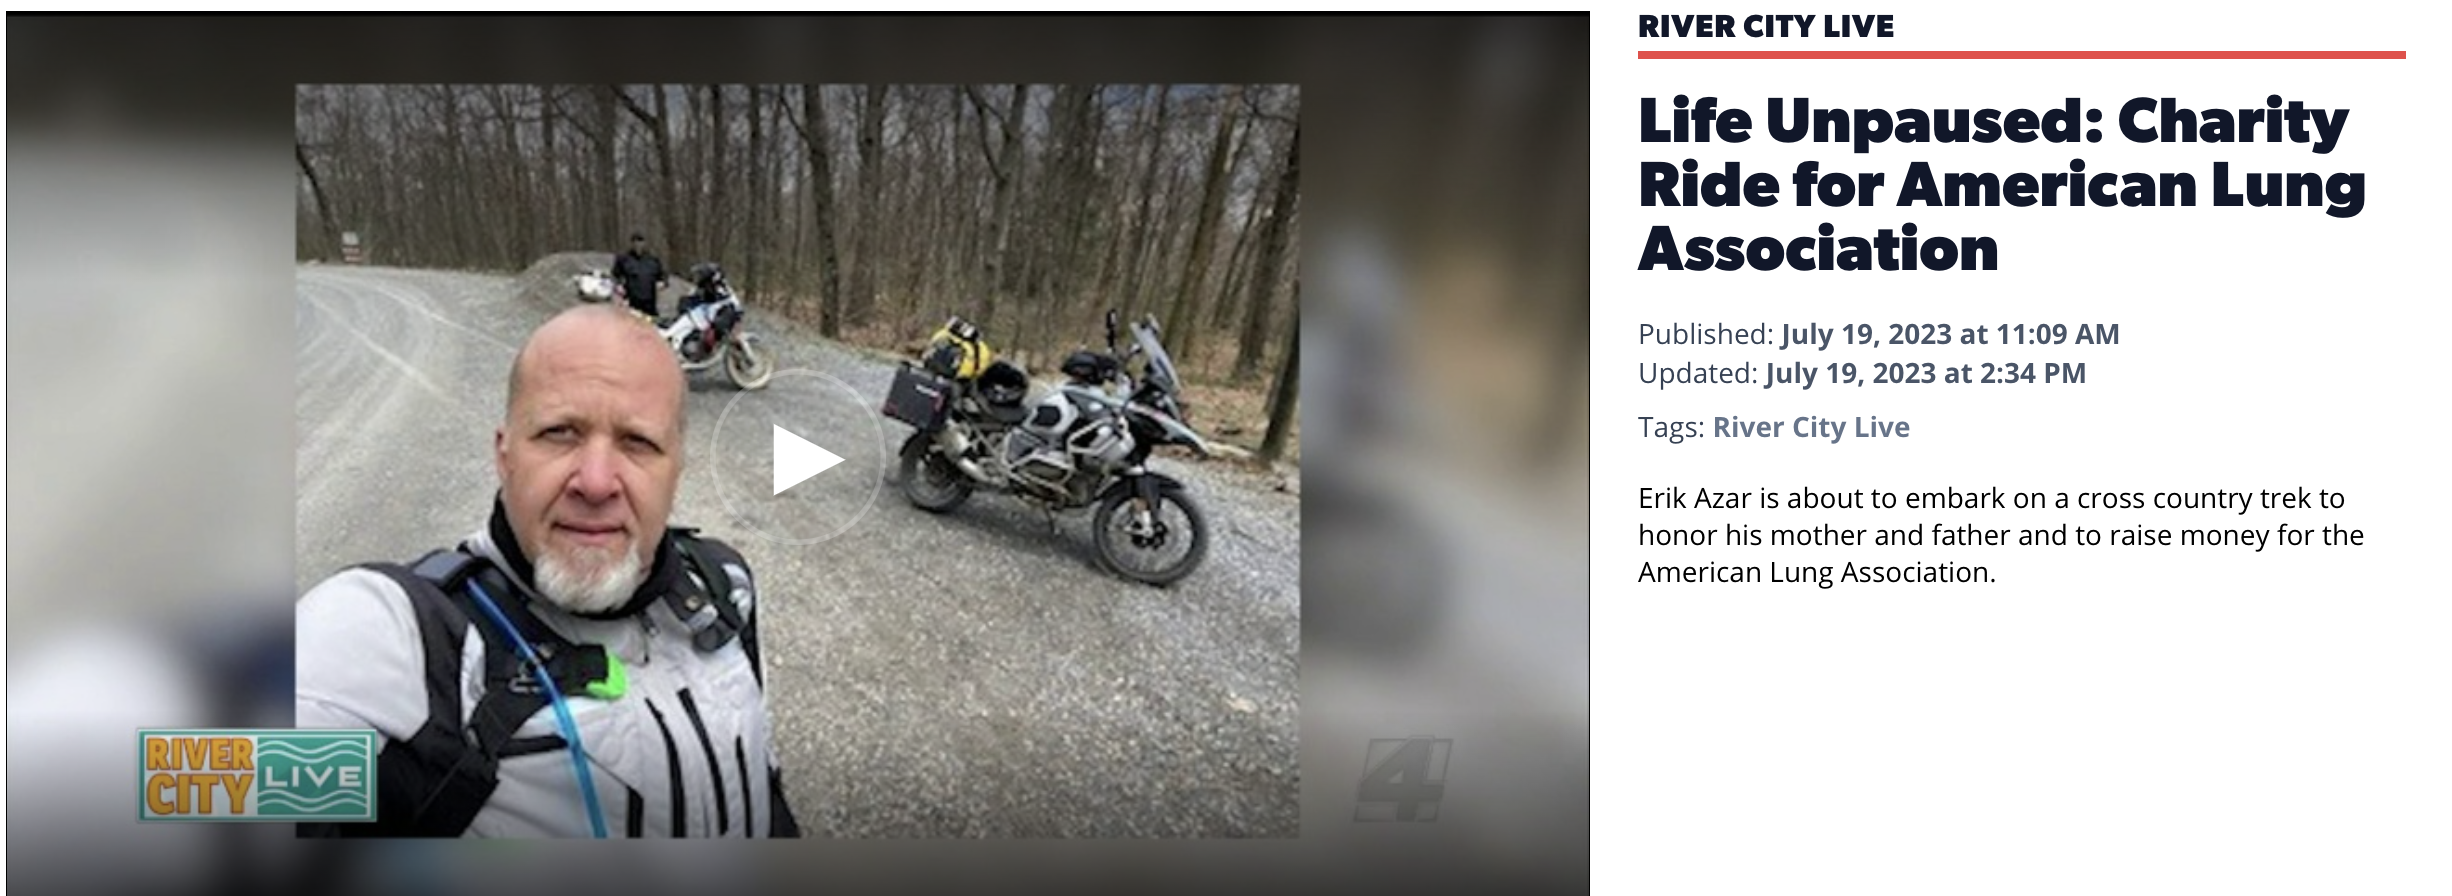 RIVER CITY LIVE
Life Unpaused: Charity
Ride for American Lung
Association
Published: July 19, 2023 at 11:09 AM
Updated: July 19, 2023 at 2:34 PM
Tags: River City Live
Erik Azar is about to embark on a cross country trek to
honor his mother and father and to raise money for the
American Lung Association.
RIVER
CITY
LIVE
4